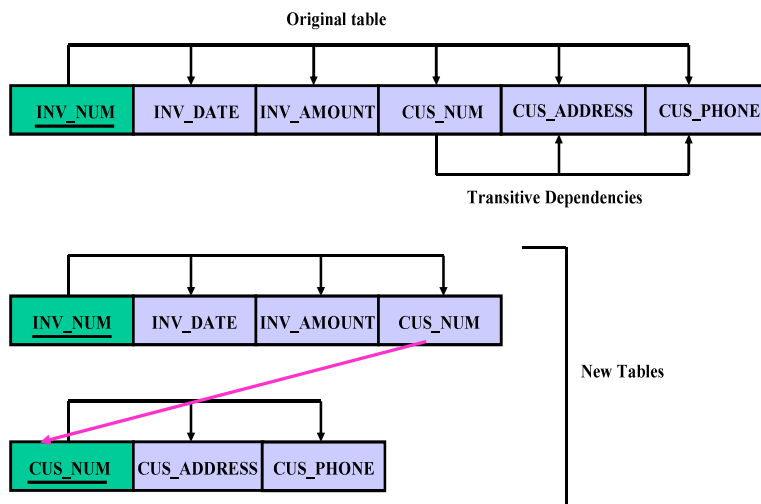 Original table
INV_NUM INV_DATE INV_AMOUNT CUS_NUM CUS_ADDRESS CUS_PHONE
Transitive Dependencies
INV_NUM INV_DATE INV_AMOUNT CUS_NUM
New Tables
CUS_NUM CUS_ADDRESS CUS_PHONE